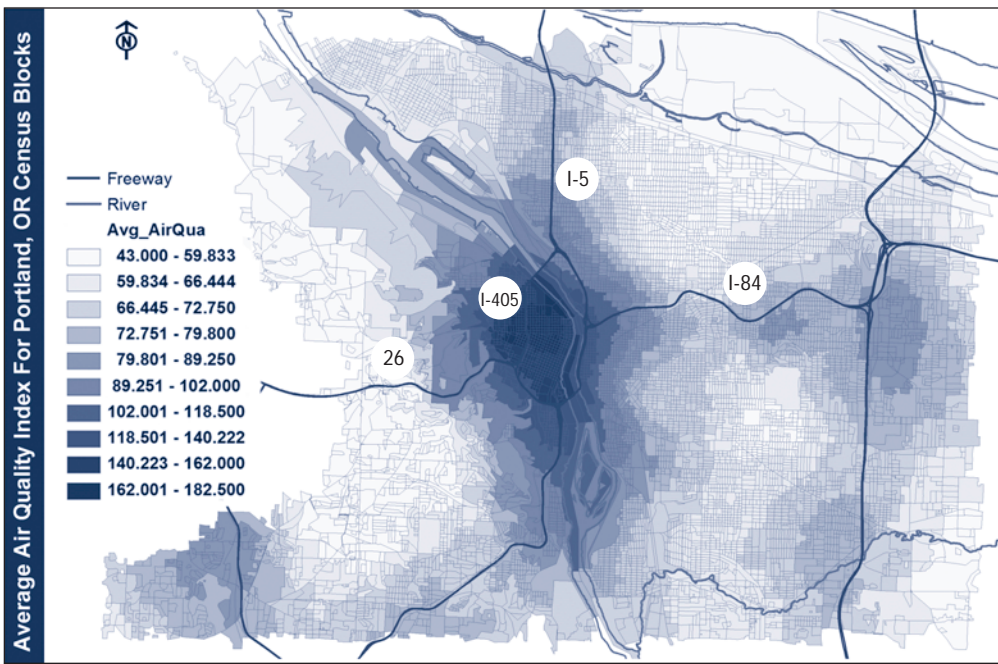 Average Air Quality Index For Portland, OR Census Blocks
N
I-5
I-84
I-405
26
Freeway
River
Avg_AirQua
43.000 - 59.833
59.834 - 66.444
66.445 - 72.750
72.751 - 79.800
79.801 - 89.250
89.251 - 102.000
102.001 - 118.500
118.501 - 140.222
140.223 - 162.000
162.001 - 182.500